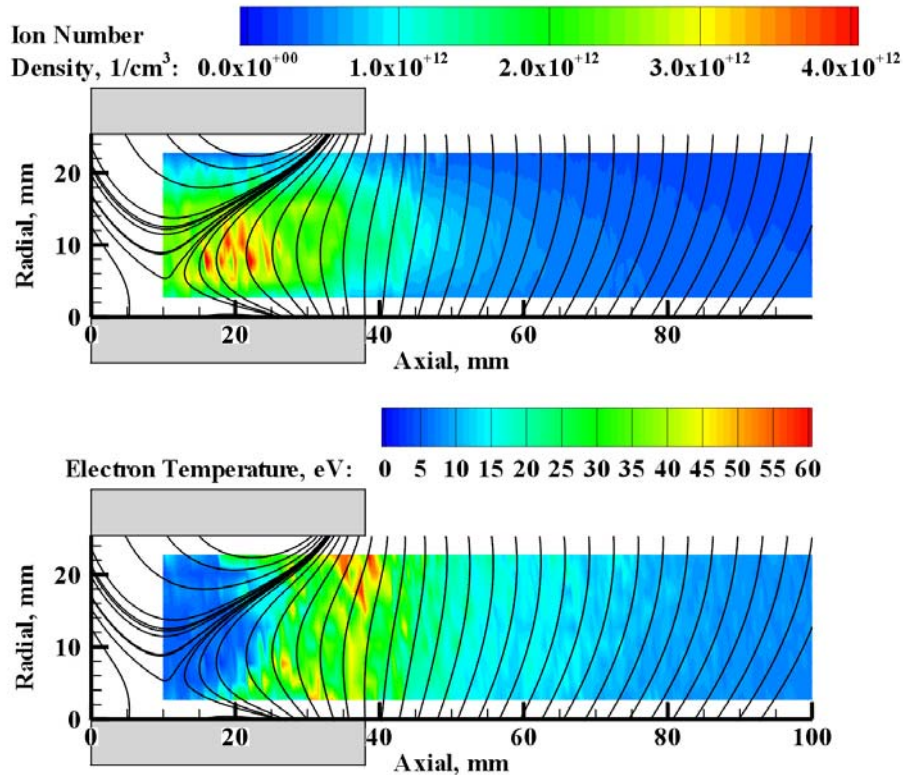 Ion Number
Density, 1/cm³: 0.0x10⁺⁰⁰ 1.0x10⁺¹² 2.0x10⁺¹² 3.0x10⁺¹² 4.0x10⁺¹²
Radial, mm
20
10
0
0 20 40 60 80 100
Axial, mm
Electron Temperature, eV: 0 5 10 15 20 25 30 35 40 45 50 55 60
Radial, mm
20
10
0
0 20 40 60 80 100
Axial, mm